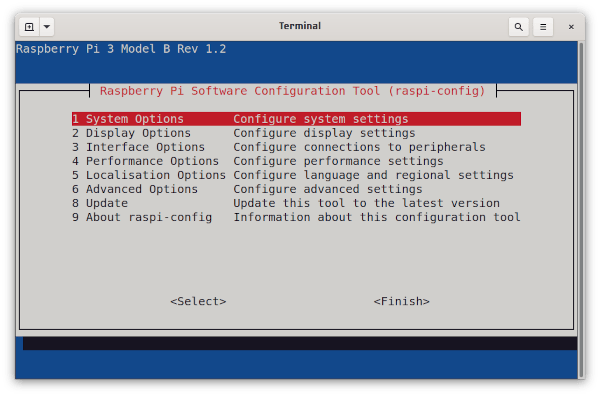 Terminal
Raspberry Pi 3 Model B Rev 1.2
Raspberry Pi Software Configuration Tool (raspi-config)
1 System Options Configure system settings
2 Display Options Configure display settings
3 Interface Options Configure connections to peripherals
4 Performance Options Configure performance settings
5 Localisation Options Configure language and regional settings
6 Advanced Options Configure advanced settings
8 Update Update this tool to the latest version
9 About raspi-config Information about this configuration tool
<Select> <Finish>